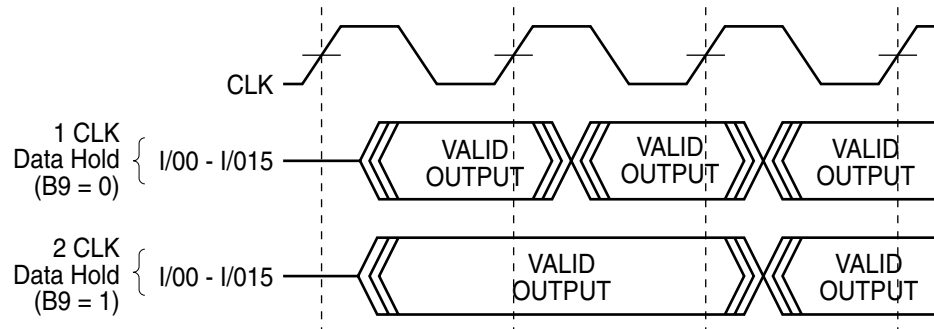 CLK
1 CLK
Data Hold
(B9 = 0)
I/00 - I/015
VALID
OUTPUT
VALID
OUTPUT
VALID
OUTPUT
2 CLK
Data Hold
(B9 = 1)
I/00 - I/015
VALID
OUTPUT
VALID
OUTPUT